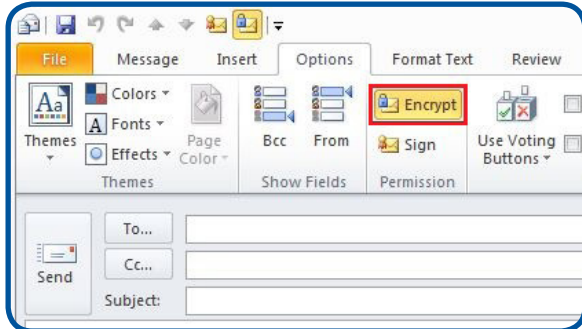 File Message Insert Options Format Text Review
Aa Colors Encrypt
A Fonts Sign
Themes Effects Page Color Bcc From Use Voting Buttons
Themes Show Fields Permission
To...
Send Cc...
Subject: